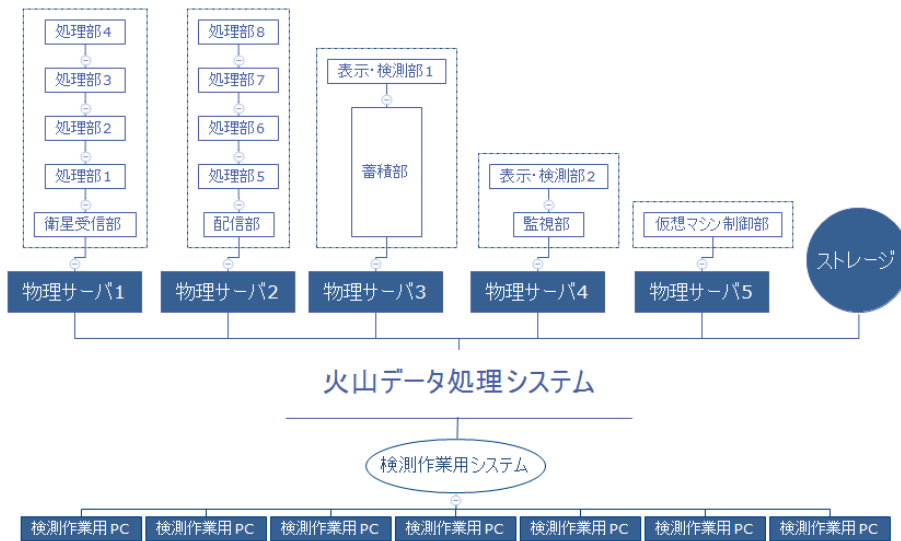 処理部4
処理部3
処理部2
処理部1
衛星受信部
物理サーバ1
処理部8
処理部7
処理部6
処理部5
配信部
物理サーバ2
表示・検測部1
蓄積部
物理サーバ3
表示・検測部2
監視部
物理サーバ4
仮想マシン制御部
物理サーバ5
ストレージ
火山データ処理システム
検測作業用システム
検測作業用PC
検測作業用PC
検測作業用PC
検測作業用PC
検測作業用PC
検測作業用PC
検測作業用PC